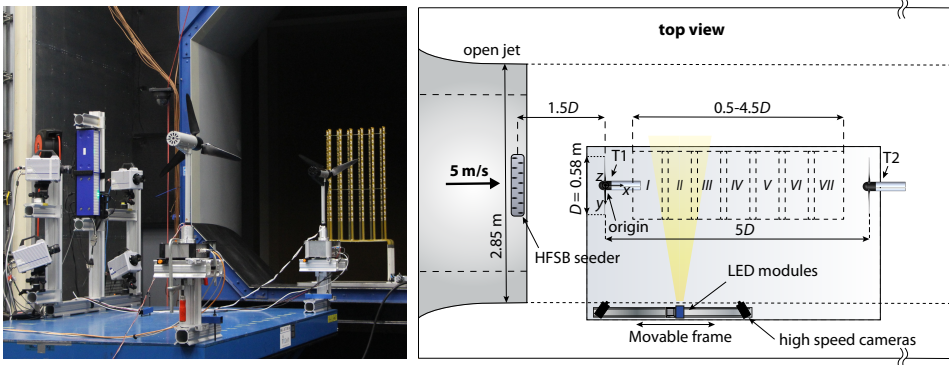 top view
open jet
1.5D
0.5-4.5D
D = 0.58 m
T1
T2
5 m/s
z
x
y
I
II
III
IV
V
VI
VII
origin
5D
2.85 m
HFSB seeder
LED modules
Movable frame
high speed cameras